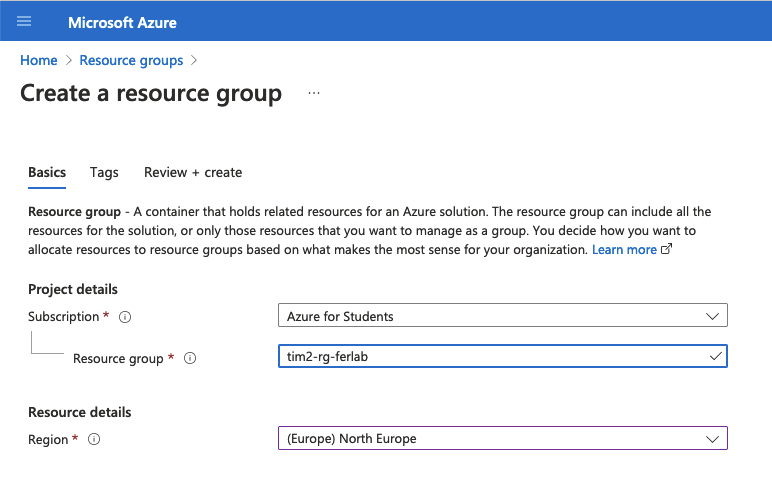 Microsoft Azure
Home > Resource groups >
Create a resource group ...
Basics Tags Review + create
Resource group - A container that holds related resources for an Azure solution. The resource group can include all the
resources for the solution, or only those resources that you want to manage as a group. You decide how you want to
allocate resources to resource groups based on what makes the most sense for your organization. Learn more
Project details
Subscription * Azure for Students
Resource group * tim2-rg-ferlab
Resource details
Region * (Europe) North Europe